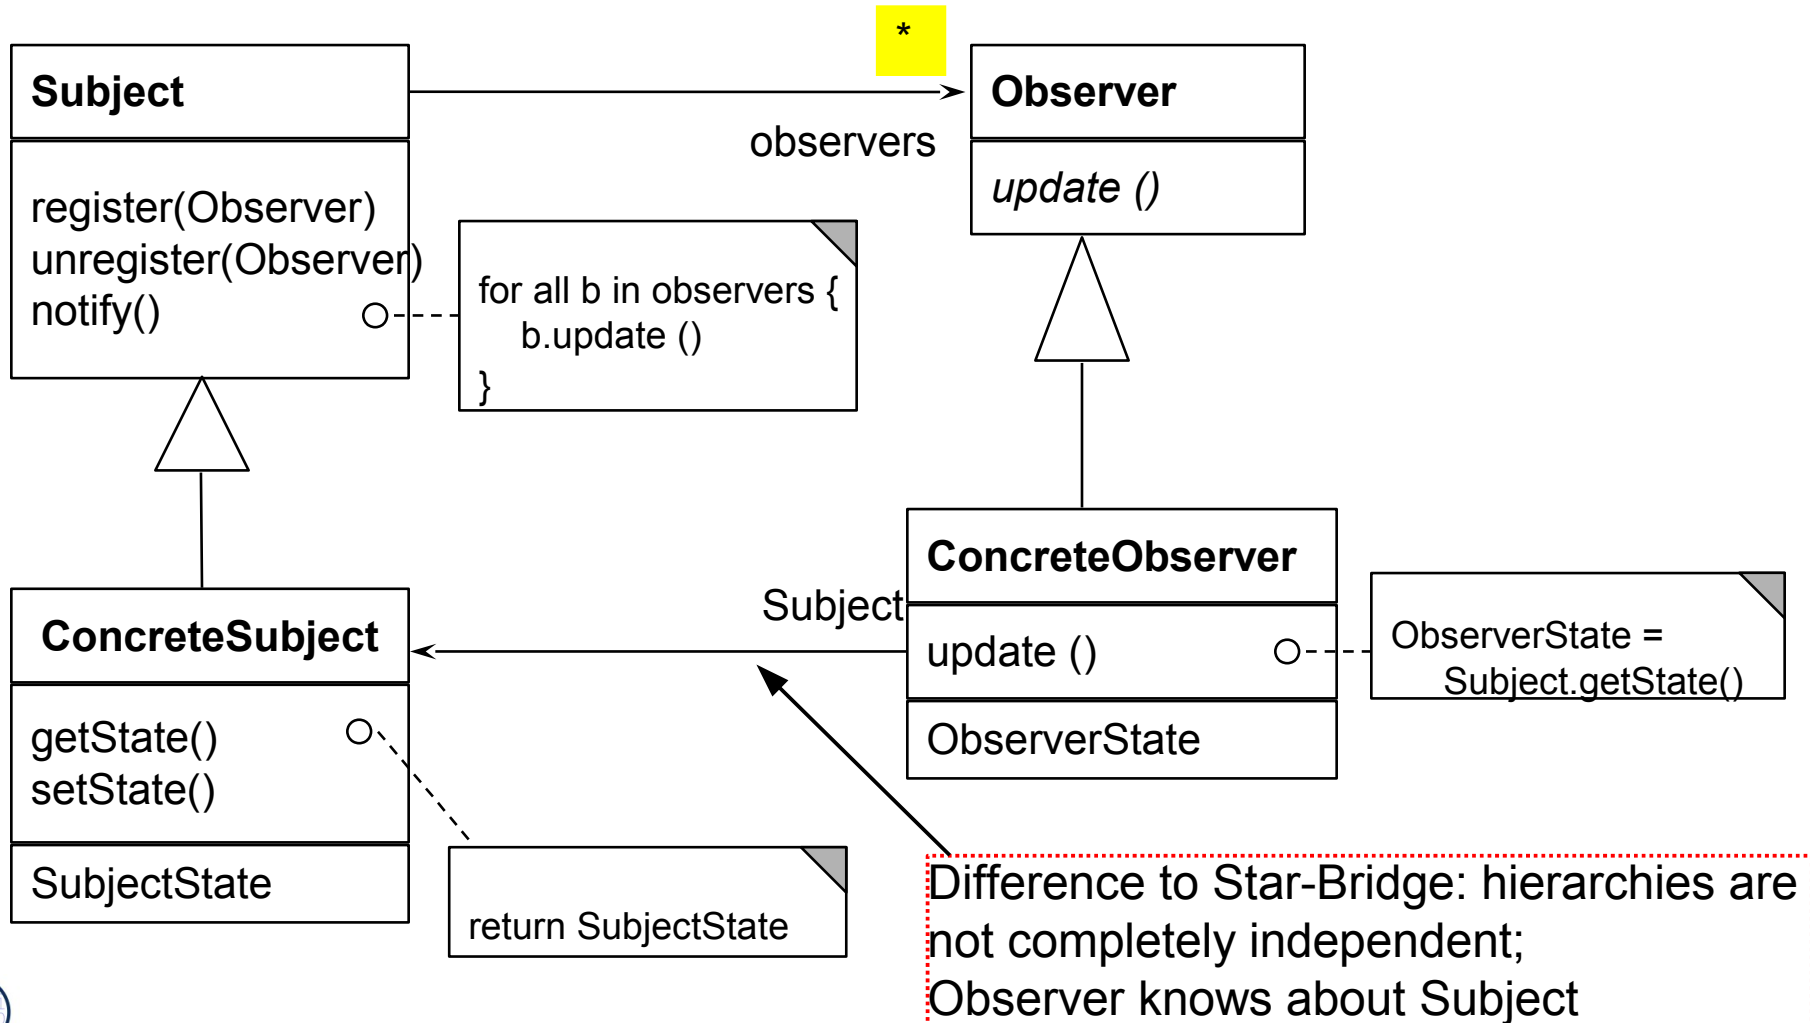 *
Subject
Observer
observers
update ()
register(Observer)
unregister(Observer)
notify()
for all b in observers {
b.update ()
}
ConcreteObserver
Subject
ConcreteSubject
update ()
ObserverState =
Subject.getState()
getState()
setState()
ObserverState
SubjectState
return SubjectState
Difference to Star-Bridge: hierarchies are
not completely independent;
Observer knows about Subject